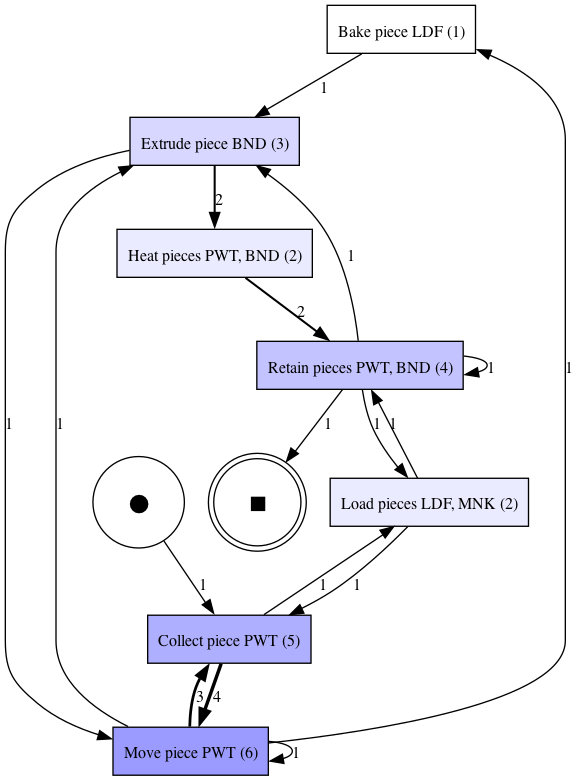 Bake piece LDF (1)
1
Extrude piece BND (3)
2
Heat pieces PWT, BND (2)
1
2
Retain pieces PWT, BND (4)
1
1
1
1
1
1
1
Load pieces LDF, MNK (2)
1
1
1
Collect piece PWT (5)
3
4
Move piece PWT (6)
1